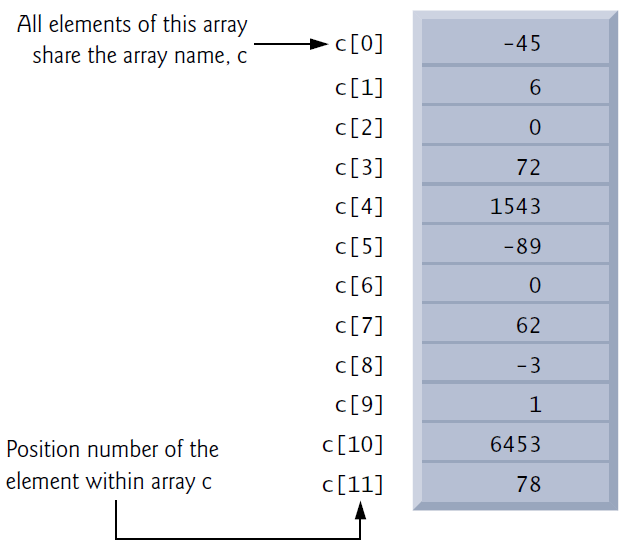 All elements of this array
share the array name, c
c[0] -45
c[1] 6
c[2] 0
c[3] 72
c[4] 1543
c[5] -89
c[6] 0
c[7] 62
c[8] -3
c[9] 1
c[10] 6453
c[11] 78
Position number of the
element within array c